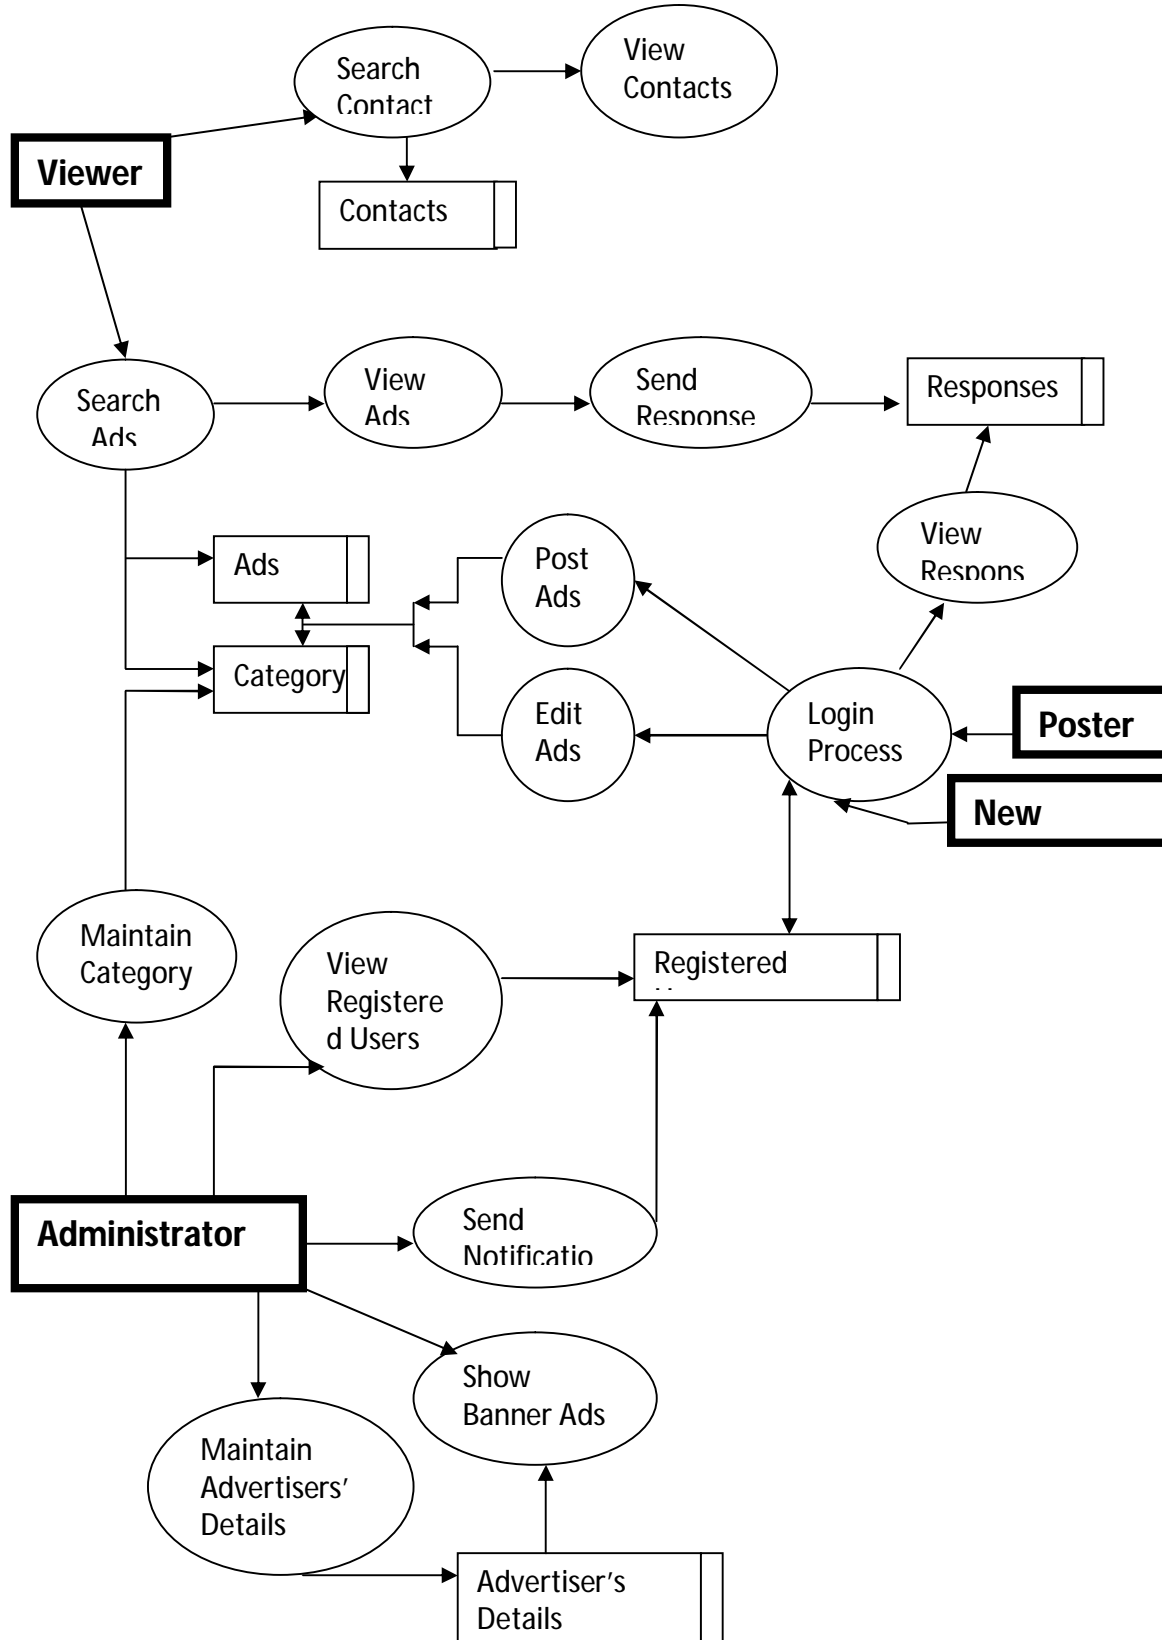 View
Contacts
Search
Contact
Viewer
Contacts
Search
Ads
View
Ads
Send
Response
Responses
View
Respons
Ads
Post
Ads
Category
Edit
Ads
Login
Process
Poster
New
Maintain
Category
View
Registere
d Users
Registered
Administrator
Send
Notificatio
Show
Banner Ads
Maintain
Advertisers’
Details
Advertiser’s
Details